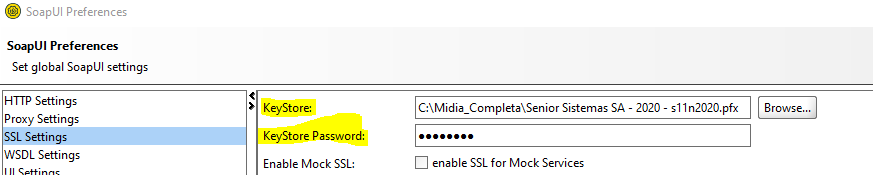 SoapUI Preferences
SoapUI Preferences
Set global SoapUI settings
HTTP Settings
Proxy Settings
SSL Settings
WSDL Settings
UI Settings
KeyStore: C:\Midia_Completa\Senior Sistemas SA - 2020 - s11n2020.pfx Browse...
KeyStore Password: ●●●●●●●●
Enable Mock SSL: enable SSL for Mock Services